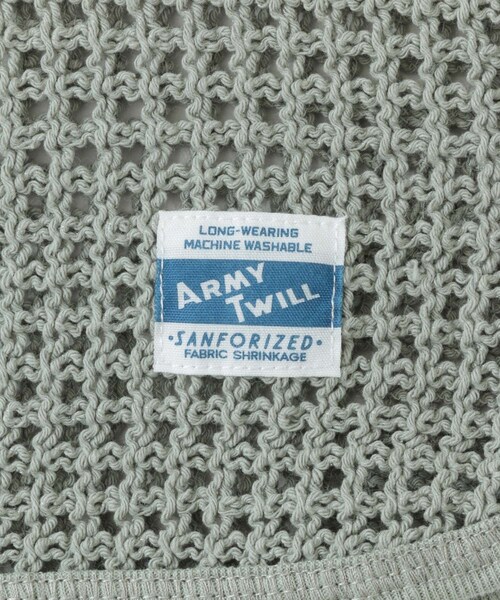 LONG-WEARING
MACHINE WASHABLE
ARMY
TWILL
·SANFORIZED·
FABRIC SHRINKAGE